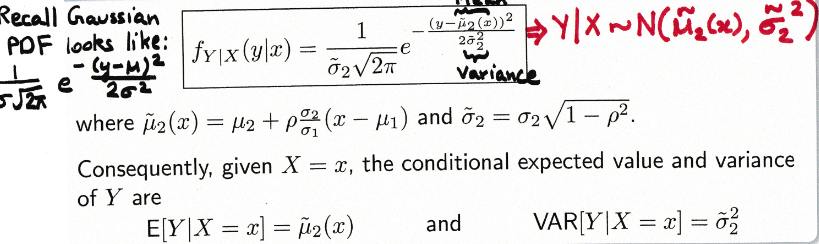 Recall Gaussian
PDF looks like:
1/(σ√2π) e^(-(y-μ)²/2σ²)
f_{Y|X}(y|x) = 1/(σ̃₂√2π) e^(-(y-μ̃₂(x))²/2σ̃₂²)
Variance
⇒ Y|X ~ N(μ̃₂(x), σ̃₂²)
where μ̃₂(x) = μ₂ + ρ(σ₂/σ₁)(x − μ₁) and σ̃₂ = σ₂√(1 − ρ²).
Consequently, given X = x, the conditional expected value and variance
of Y are
E[Y|X = x] = μ̃₂(x) and VAR[Y|X = x] = σ̃₂²